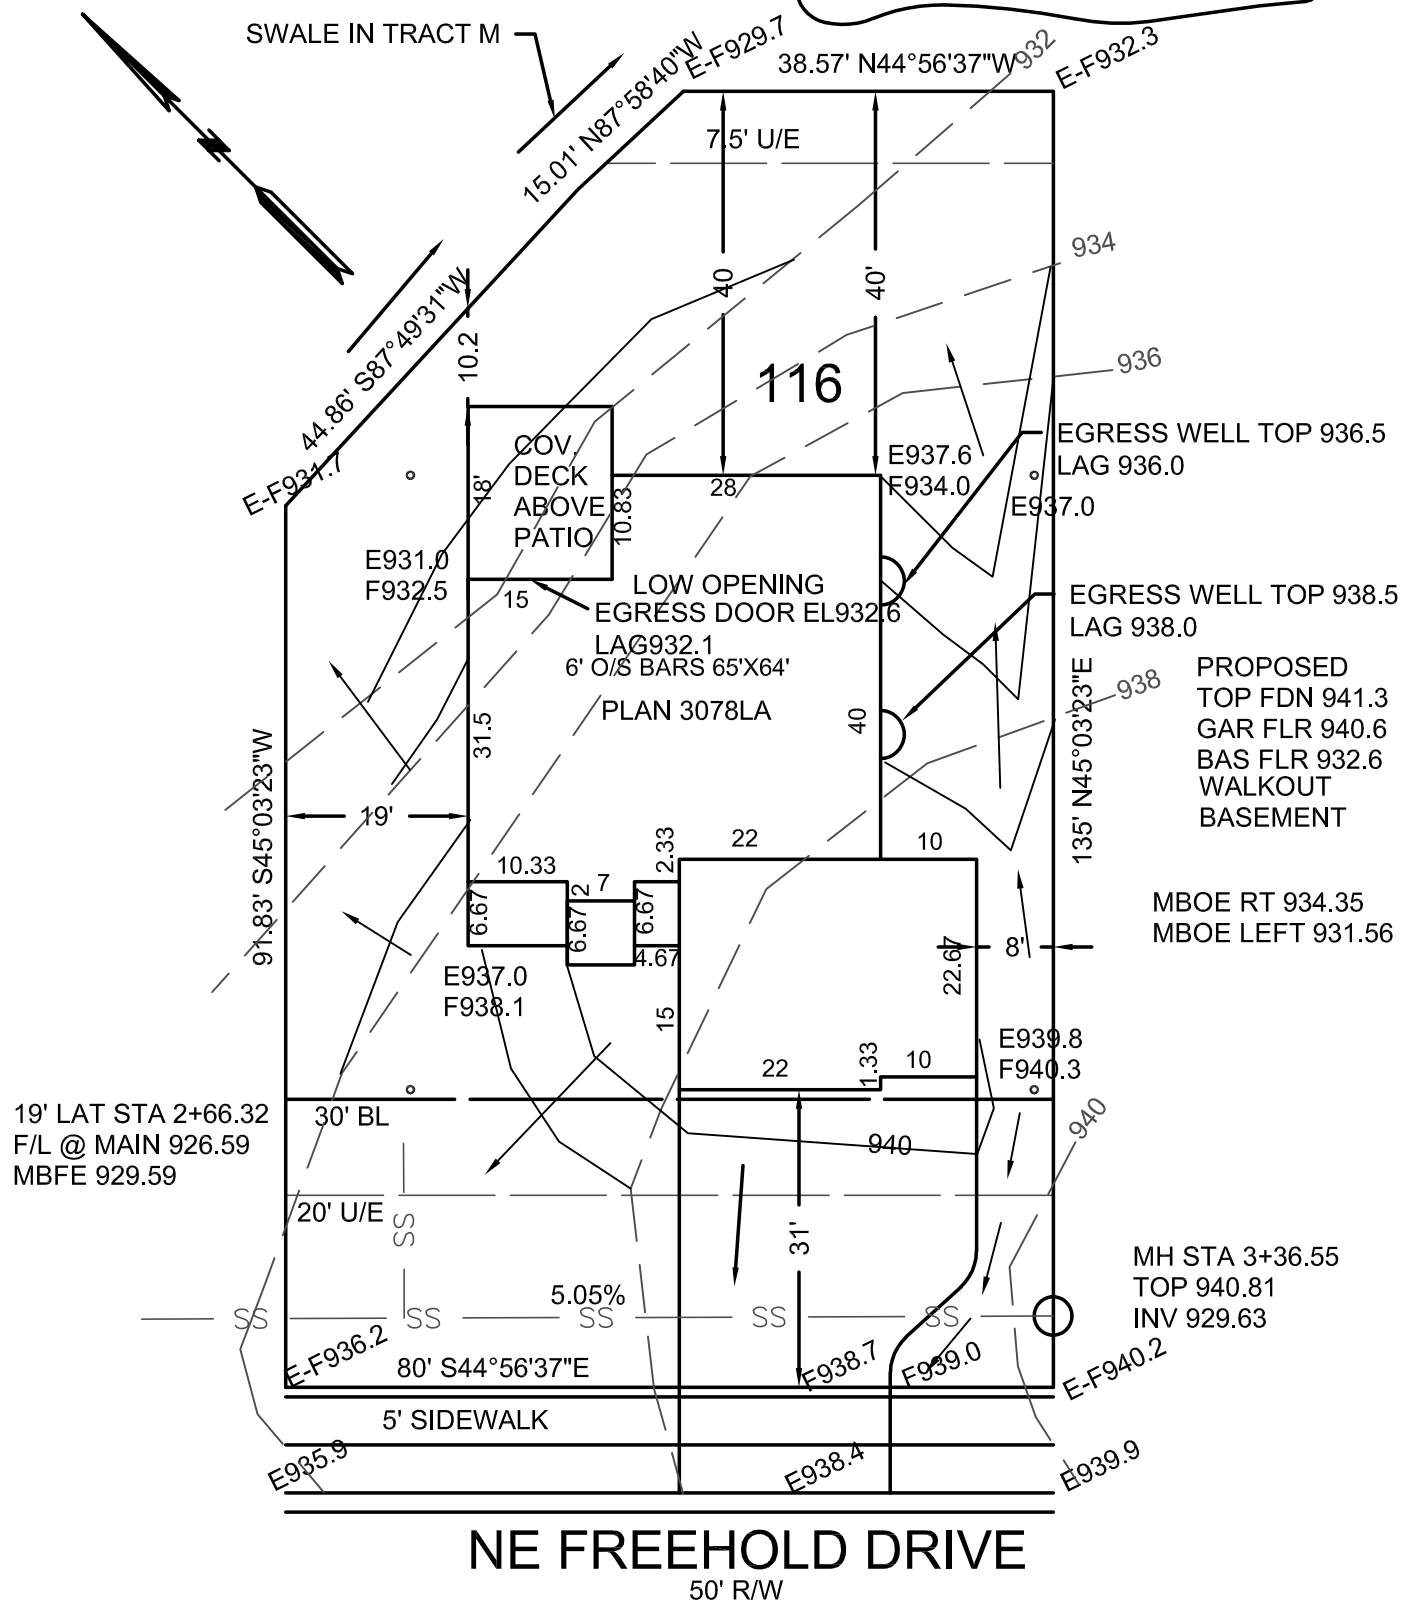 SWALE IN TRACT M
E-F929.7
38.57' N44°56'37"W
932
E-F932.3
15.01' N87°58'40"W
7.5' U/E
934
44.86' S87°49'31"W
10.2
40
40'
936
116
E-F931.7
COV.
DECK
ABOVE
PATIO
18'
10.83
28
E937.6
F934.0
E937.0
EGRESS WELL TOP 936.5
LAG 936.0
E931.0
F932.5
15
LOW OPENING
EGRESS DOOR EL932.6
LAG932.1
6' O/S BARS 65'X64'
PLAN 3078LA
EGRESS WELL TOP 938.5
LAG 938.0
938
PROPOSED
TOP FDN 941.3
GAR FLR 940.6
BAS FLR 932.6
WALKOUT
BASEMENT
31.5
40
91.83' S45°03'23"W
135' N45°03'23"E
19'
22
10
10.33
2
7
2.33
6.67
6.67
6.67
4.67
22.67
8'
MBOE RT 934.35
MBOE LEFT 931.56
E937.0
F938.1
15
22
1.33
10
E939.8
F940.3
19' LAT STA 2+66.32
F/L @ MAIN 926.59
MBFE 929.59
30' BL
940
940
20' U/E
SS
31'
5.05%
SS
SS
SS
SS
SS
MH STA 3+36.55
TOP 940.81
INV 929.63
E-F936.2
80' S44°56'37"E
F938.7
F939.0
E-F940.2
5' SIDEWALK
E935.9
E938.4
E939.9
NE FREEHOLD DRIVE
50' R/W